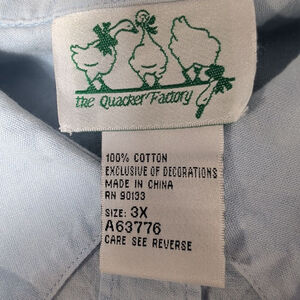 the Quacker Factory
100% COTTON
EXCLUSIVE OF DECORATIONS
MADE IN CHINA
RN 90133
SIZE: 3X
A63776
CARE SEE REVERSE